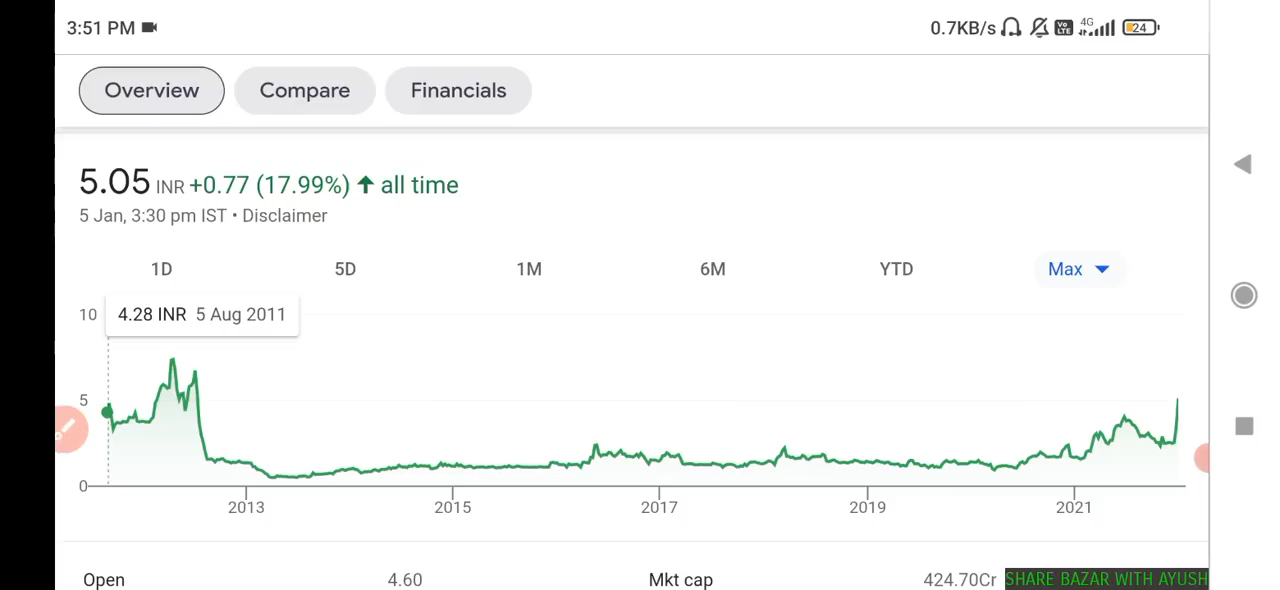 3:51 PM 0.7KB/s Vo LTE 4G 24
Overview Compare Financials
5.05 INR +0.77 (17.99%) ↑ all time
5 Jan, 3:30 pm IST • Disclaimer
1D 5D 1M 6M YTD Max
10 4.28 INR 5 Aug 2011
5
0
2013 2015 2017 2019 2021
Open 4.60 Mkt cap 424.70Cr
SHARE BAZAR WITH AYUSH